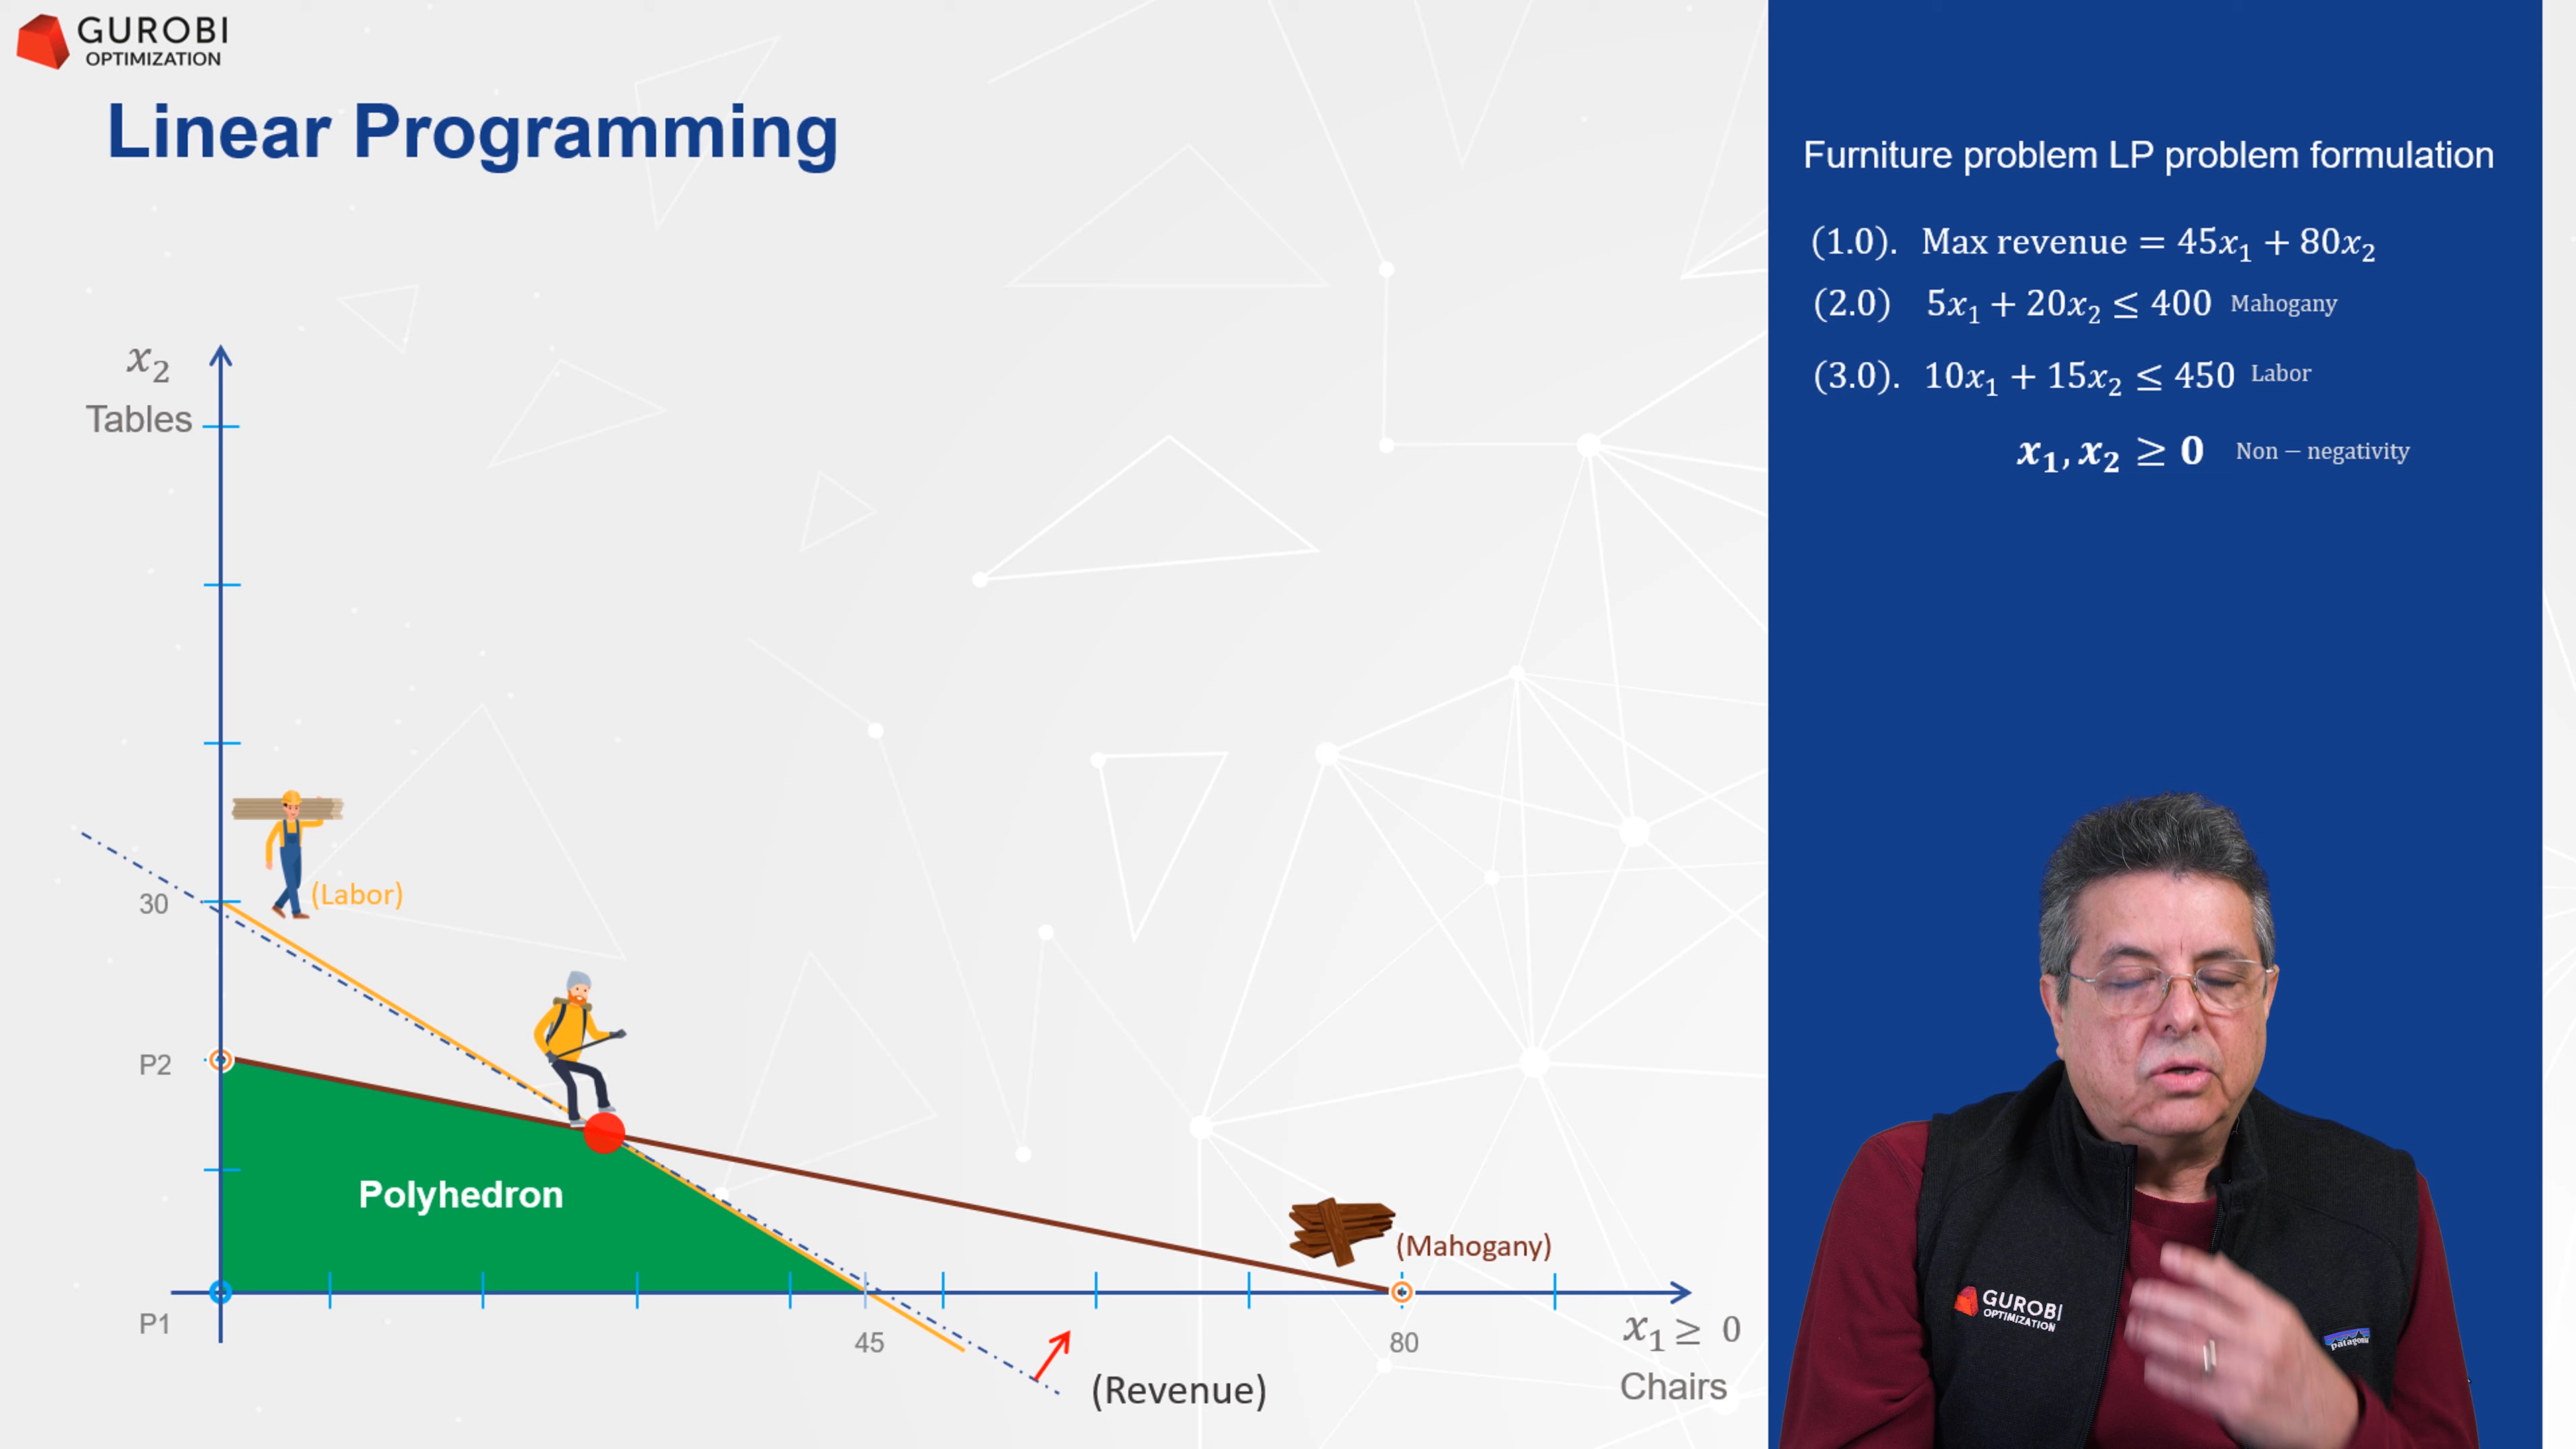 GUROBI
OPTIMIZATION
Linear Programming
Furniture problem LP problem formulation
(1.0). Max revenue = 45x₁ + 80x₂
(2.0) 5x₁ + 20x₂ ≤ 400 Mahogany
(3.0). 10x₁ + 15x₂ ≤ 450 Labor
x₁, x₂ ≥ 0 Non − negativity
x₂
Tables
30
(Labor)
P2
Polyhedron
(Mahogany)
P1
45
80
x₁ ≥ 0
Chairs
(Revenue)
GUROBI
OPTIMIZATION
patagonia